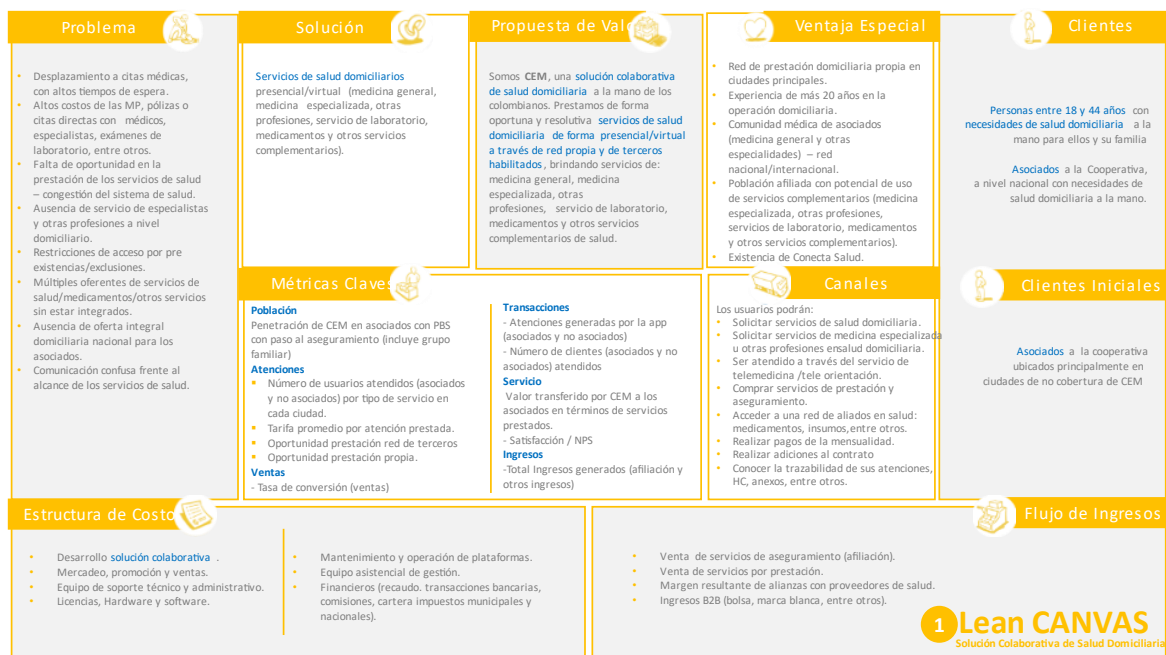 Problema
• Desplazamiento a citas médicas,
con altos tiempos de espera.
• Altos costos de las MP, pólizas o
citas directas con médicos,
especialistas, exámenes de
laboratorio, entre otros.
• Falta de oportunidad en la
prestación de los servicios de salud
– congestión del sistema de salud.
• Ausencia de servicio de especialistas
y otras profesiones a nivel
domiciliario.
• Restricciones de acceso por pre
existencias/exclusiones.
• Múltiples oferentes de servicios de
salud/medicamentos/otros servicios
sin estar integrados.
• Ausencia de oferta integral
domiciliaria nacional para los
asociados.
• Comunicación confusa frente al
alcance de los servicios de salud.
Solución
Servicios de salud domiciliarios
presencial/virtual (medicina general,
medicina especializada, otras
profesiones, servicio de laboratorio,
medicamentos y otros servicios
complementarios).
Propuesta de Valo
Somos CEM, una solución colaborativa
de salud domiciliaria a la mano de los
colombianos. Prestamos de forma
oportuna y resolutiva servicios de salud
domiciliaria de forma presencial/virtual
a través de red propia y de terceros
habilitados, brindando servicios de:
medicina general, medicina
especializada, otras
profesiones, servicio de laboratorio,
medicamentos y otros servicios
complementarios de salud.
Ventaja Especial
• Red de prestación domiciliaria propia en
ciudades principales.
• Experiencia de más 20 años en la
operación domiciliaria.
• Comunidad médica de asociados
(medicina general y otras
especialidades) – red
nacional/internacional.
• Población afiliada con potencial de uso
de servicios complementarios (medicina
especializada, otras profesiones,
servicios de laboratorio, medicamentos
y otros servicios complementarios).
• Existencia de Conecta Salud.
Clientes
Personas entre 18 y 44 años con
necesidades de salud domiciliaria a la
mano para ellos y su familia
Asociados a la Cooperativa,
a nivel nacional con necesidades de
salud domiciliaria a la mano.
Métricas Claves
Población
Penetración de CEM en asociados con PBS
con paso al aseguramiento (incluye grupo
familiar)
Atenciones
▪ Número de usuarios atendidos (asociados
y no asociados) por tipo de servicio en
cada ciudad.
▪ Tarifa promedio por atención prestada.
▪ Oportunidad prestación red de terceros
▪ Oportunidad prestación propia.
Ventas
- Tasa de conversión (ventas)
Transacciones
- Atenciones generadas por la app
(asociados y no asociados)
- Número de clientes (asociados y no
asociados) atendidos
Servicio
Valor transferido por CEM a los
asociados en términos de servicios
prestados.
- Satisfacción / NPS
Ingresos
-Total Ingresos generados (afiliación y
otros ingresos)
Canales
Los usuarios podrán:
• Solicitar servicios de salud domiciliaria.
• Solicitar servicios de medicina especializada
u otras profesiones ensalud domiciliaria.
• Ser atendido a través del servicio de
telemedicina /tele orientación.
• Comprar servicios de prestación y
aseguramiento.
• Acceder a una red de aliados en salud:
medicamentos, insumos,entre otros.
• Realizar pagos de la mensualidad.
• Realizar adiciones al contrato
• Conocer la trazabilidad de sus atenciones,
HC, anexos, entre otros.
Clientes Iniciales
Asociados a la cooperativa
ubicados principalmente en
ciudades de no cobertura de CEM
Estructura de Costo
• Desarrollo solución colaborativa .
• Mercadeo, promoción y ventas.
• Equipo de soporte técnico y administrativo.
• Licencias, Hardware y software.
• Mantenimiento y operación de plataformas.
• Equipo asistencial de gestión.
• Financieros (recaudo. transacciones bancarias,
comisiones, cartera impuestos municipales y
nacionales).
Flujo de Ingresos
• Venta de servicios de aseguramiento (afiliación).
• Venta de servicios por prestación.
• Margen resultante de alianzas con proveedores de salud.
• Ingresos B2B (bolsa, marca blanca, entre otros).
1 Lean CANVAS
Solución Colaborativa de Salud Domiciliaria